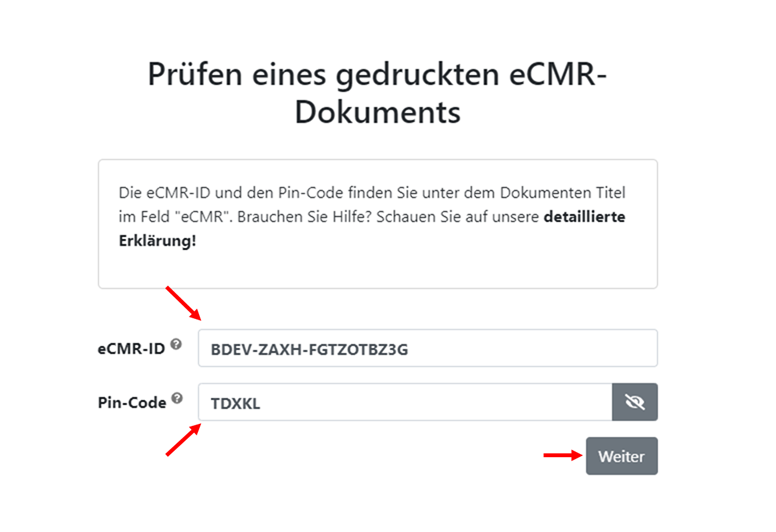 Prüfen eines gedruckten eCMR-
Dokuments
Die eCMR-ID und den Pin-Code finden Sie unter dem Dokumenten Titel
im Feld "eCMR". Brauchen Sie Hilfe? Schauen Sie auf unsere detaillierte
Erklärung!
eCMR-ID ? BDEV-ZAXH-FGTZOTBZ3G
Pin-Code ? TDXKL
Weiter